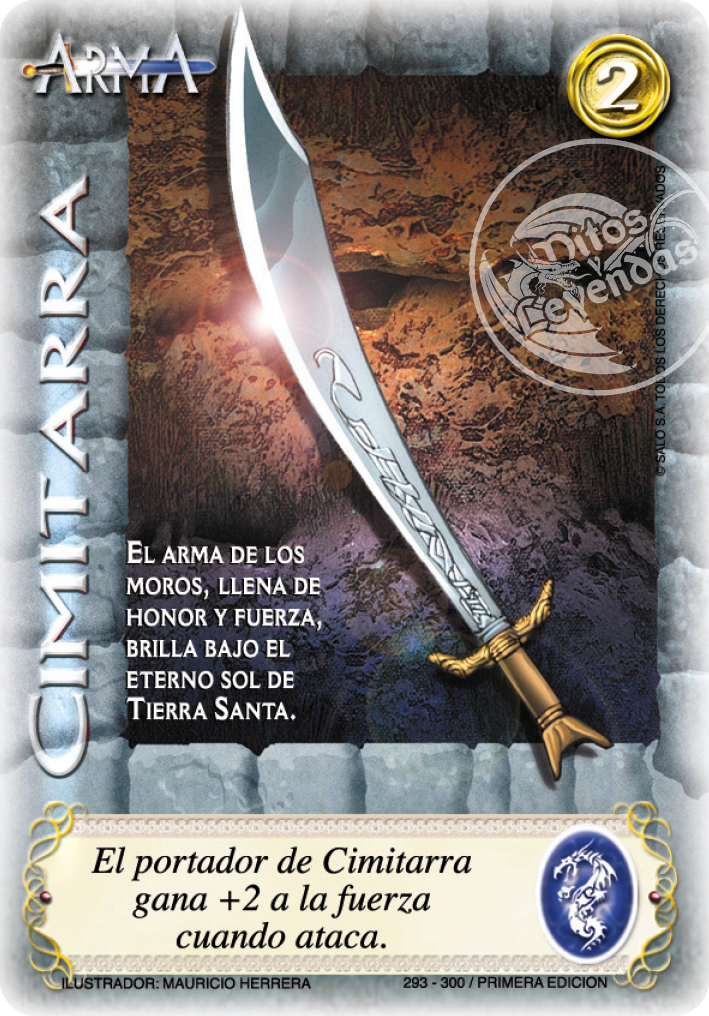 ARMA
2
CIMITARRA
Mitos
y
Leyendas
© SALO S.A. TODOS LOS DERECHOS RESERVADOS
EL ARMA DE LOS
MOROS, LLENA DE
HONOR Y FUERZA,
BRILLA BAJO EL
ETERNO SOL DE
TIERRA SANTA.
El portador de Cimitarra
gana +2 a la fuerza
cuando ataca.
ILUSTRADOR: MAURICIO HERRERA
293 - 300 / PRIMERA EDICION